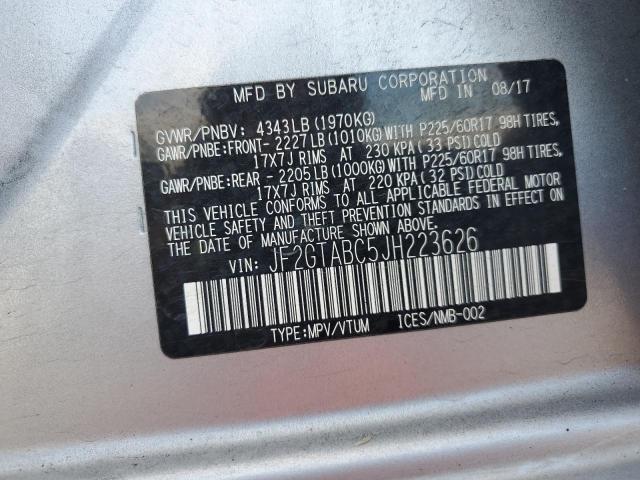 MFD BY SUBARU CORPORATION
MFD IN 08/17
GVWR/PNBV: 4343LB(1970KG)
GAWR/PNBE:FRONT- 2227LB(1010KG)WITH P225/60R17 98H TIRES,
17X7J RIMS AT 230 KPA(33 PSI)COLD
GAWR/PNBE:REAR - 2205LB(1000KG)WITH P225/60R17 98H TIRES,
17X7J RIMS AT 220 KPA(32 PSI)COLD
THIS VEHICLE CONFORMS TO ALL APPLICABLE FEDERAL MOTOR
VEHICLE SAFETY AND THEFT PREVENTION STANDARDS IN EFFECT ON
THE DATE OF MANUFACTURE SHOWN ABOVE.
VIN: JF2GTABC5JH223626
TYPE:MPV/VTUM ICES/NMB-002